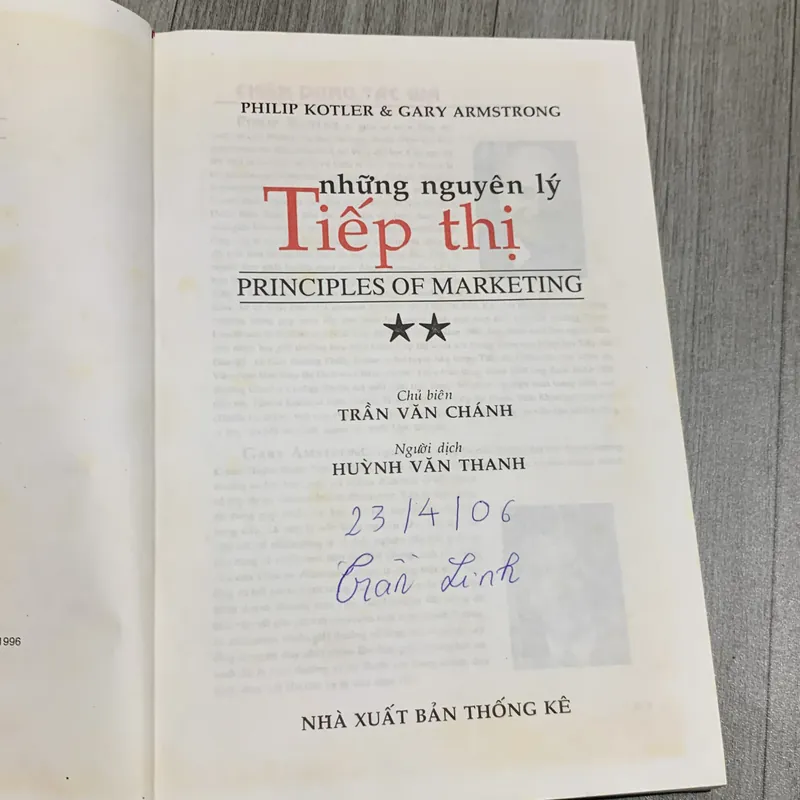 1996
PHILIP KOTLER & GARY ARMSTRONG
những nguyên lý
Tiếp thị
PRINCIPLES OF MARKETING
★★
Chủ biên
TRẦN VĂN CHÁNH
Người dịch
HUỲNH VĂN THANH
23/4/06
Trần Linh
NHÀ XUẤT BẢN THỐNG KÊ